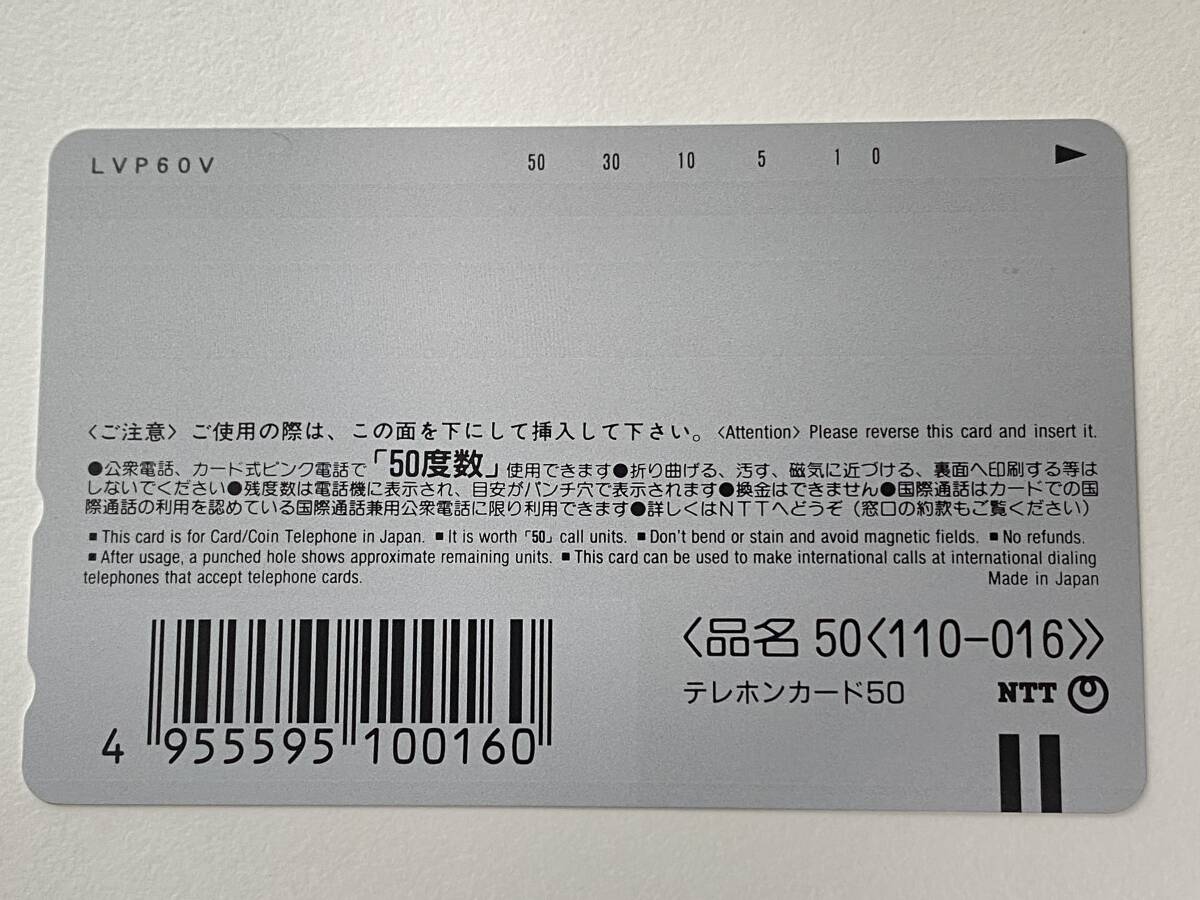 LVP60V 50 30 10 5 1 0 ▶
〈ご注意〉ご使用の際は、この面を下にして挿入して下さい。〈Attention〉Please reverse this card and insert it.
●公衆電話、カード式ピンク電話で「50度数」使用できます●折り曲げる、汚す、磁気に近づける、裏面へ印刷する等は
しないでください●残度数は電話機に表示され、目安がパンチ穴で表示されます●換金はできません●国際通話はカードでの国
際通話の利用を認めている国際通話兼用公衆電話に限り利用できます●詳しくはNTTへどうぞ（窓口の約款もご覧ください）
■This card is for Card/Coin Telephone in Japan. ■It is worth「50」call units. ■Don't bend or stain and avoid magnetic fields. ■No refunds.
■After usage, a punched hole shows approximate remaining units. ■This card can be used to make international calls at international dialing
telephones that accept telephone cards. Made in Japan
〈品名 50〈110-016〉〉
テレホンカード50 NTT
4 955595 100160